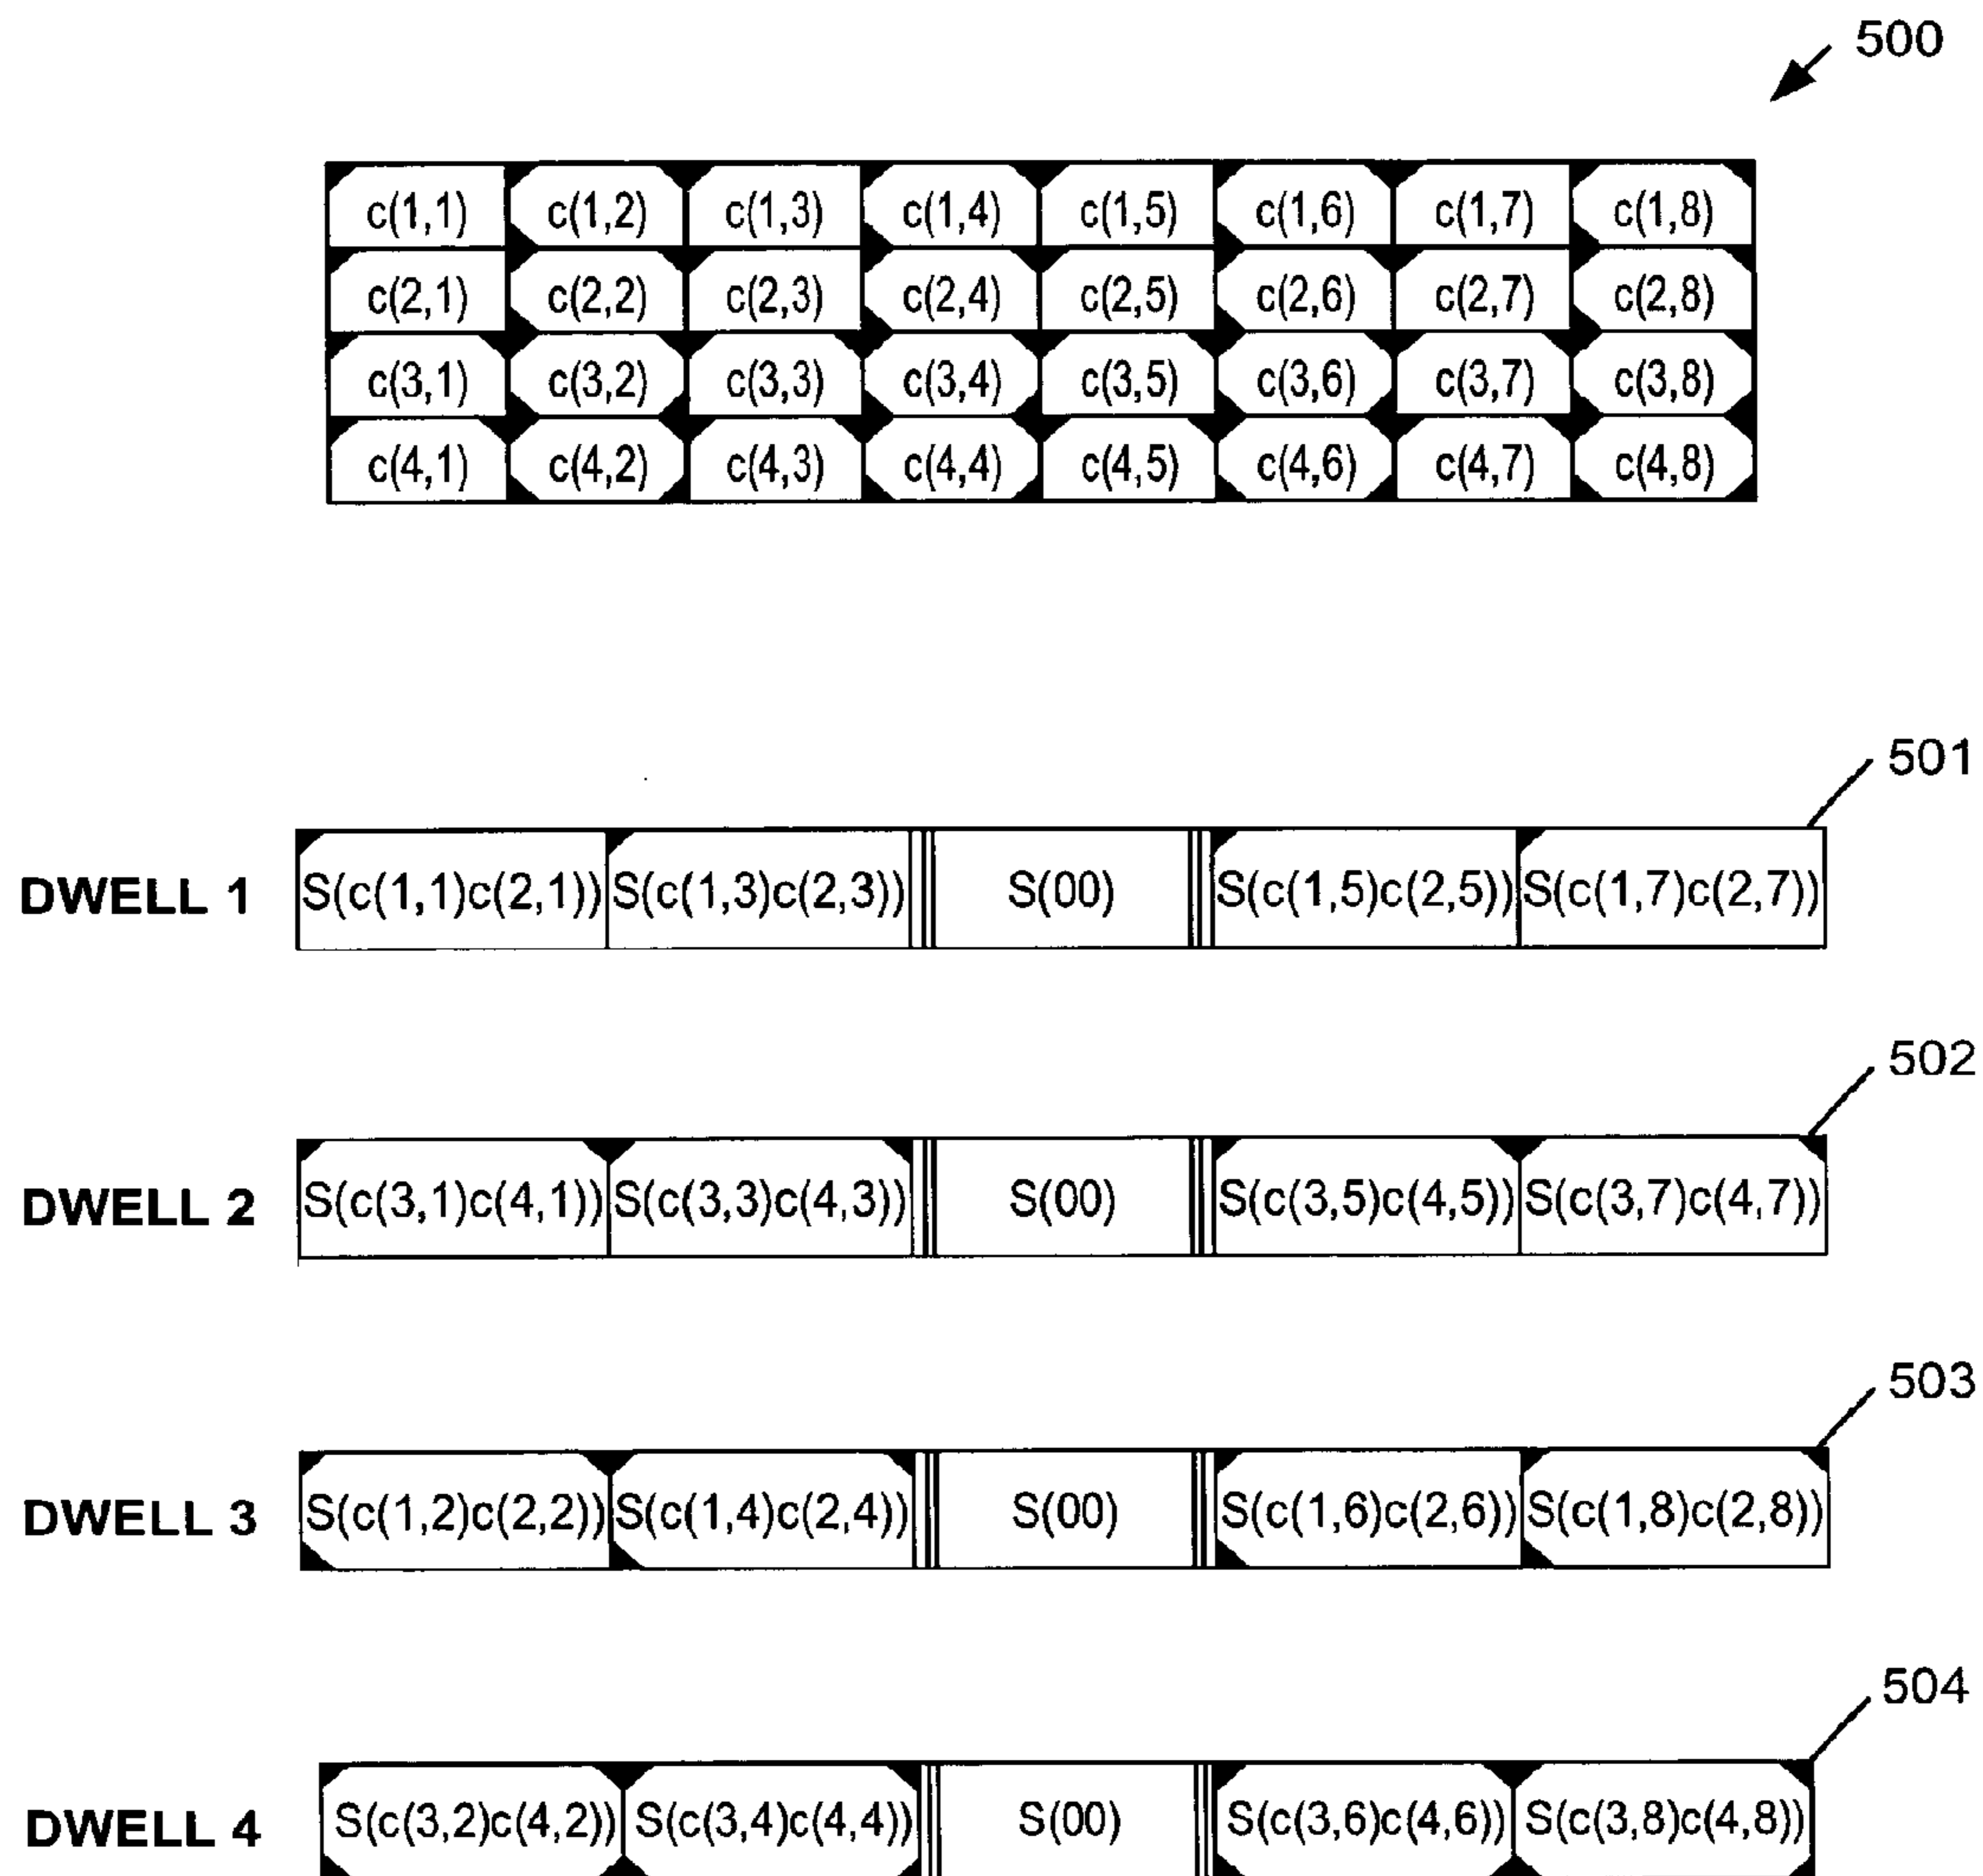 500
c(1,1) c(1,2) c(1,3) c(1,4) c(1,5) c(1,6) c(1,7) c(1,8)
c(2,1) c(2,2) c(2,3) c(2,4) c(2,5) c(2,6) c(2,7) c(2,8)
c(3,1) c(3,2) c(3,3) c(3,4) c(3,5) c(3,6) c(3,7) c(3,8)
c(4,1) c(4,2) c(4,3) c(4,4) c(4,5) c(4,6) c(4,7) c(4,8)
501
DWELL 1 S(c(1,1)c(2,1)) S(c(1,3)c(2,3)) S(00) S(c(1,5)c(2,5)) S(c(1,7)c(2,7))
502
DWELL 2 S(c(3,1)c(4,1)) S(c(3,3)c(4,3)) S(00) S(c(3,5)c(4,5)) S(c(3,7)c(4,7))
503
DWELL 3 S(c(1,2)c(2,2)) S(c(1,4)c(2,4)) S(00) S(c(1,6)c(2,6)) S(c(1,8)c(2,8))
504
DWELL 4 S(c(3,2)c(4,2)) S(c(3,4)c(4,4)) S(00) S(c(3,6)c(4,6)) S(c(3,8)c(4,8))